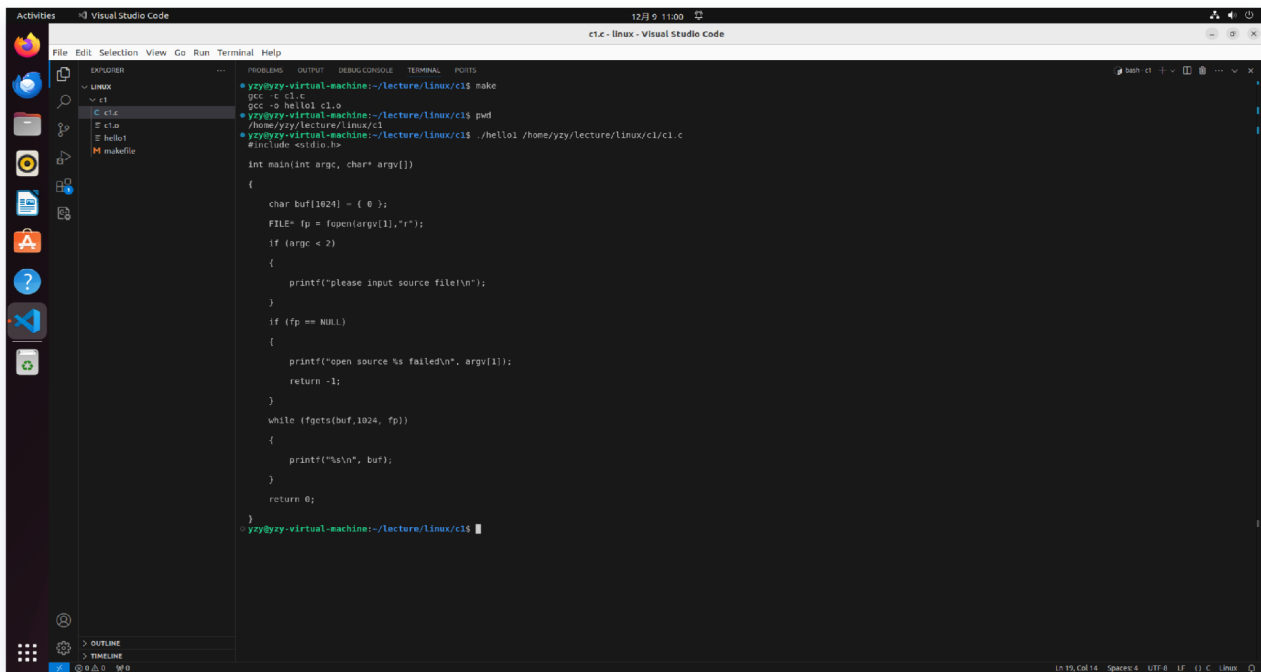 Activities Visual Studio Code 12月 9 11:00
c1.c - linux - Visual Studio Code
File Edit Selection View Go Run Terminal Help
EXPLORER ··· PROBLEMS OUTPUT DEBUG CONSOLE TERMINAL PORTS bash - c1
LINUX
c1
C c1.c
c1.o
hello1
M makefile
yzy@yzy-virtual-machine:~/lecture/linux/c1$ make
gcc -c c1.c
gcc -o hello1 c1.o
yzy@yzy-virtual-machine:~/lecture/linux/c1$ pwd
/home/yzy/lecture/linux/c1
yzy@yzy-virtual-machine:~/lecture/linux/c1$ ./hello1 /home/yzy/lecture/linux/c1/c1.c
#include <stdio.h>
int main(int argc, char* argv[])
{
char buf[1024] = { 0 };
FILE* fp = fopen(argv[1],"r");
if (argc < 2)
{
printf("please input source file!\n");
}
if (fp == NULL)
{
printf("open source %s failed\n", argv[1]);
return -1;
}
while (fgets(buf,1024, fp))
{
printf("%s\n", buf);
}
return 0;
}
yzy@yzy-virtual-machine:~/lecture/linux/c1$
OUTLINE
TIMELINE
0 0 0 Ln 19, Col 14 Spaces: 4 UTF-8 LF {} C Linux